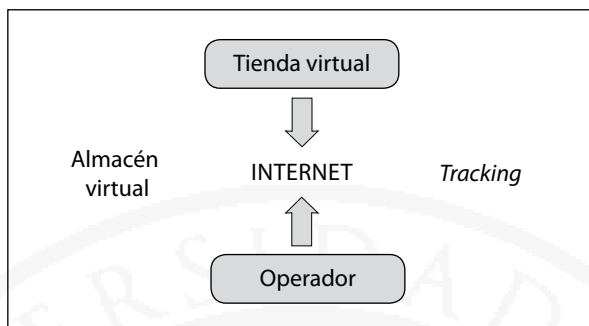 Tienda virtual
Almacén
virtual
INTERNET
Tracking
Operador